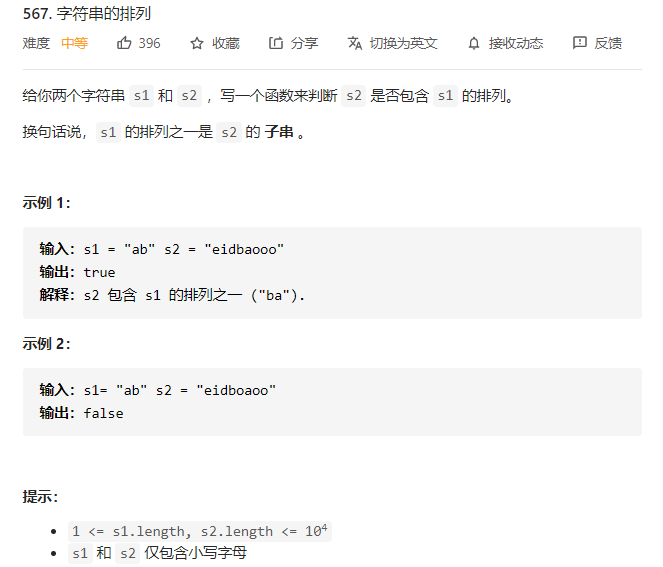 567. 字符串的排列
难度 中等 396 收藏 分享 切换为英文 接收动态 反馈
给你两个字符串 s1 和 s2 ，写一个函数来判断 s2 是否包含 s1 的排列。
换句话说，s1 的排列之一是 s2 的 子串 。
示例 1：
输入：s1 = "ab" s2 = "eidbaooo"
输出：true
解释：s2 包含 s1 的排列之一 ("ba").
示例 2：
输入：s1= "ab" s2 = "eidboaoo"
输出：false
提示：
1 <= s1.length, s2.length <= 10⁴
s1 和 s2 仅包含小写字母